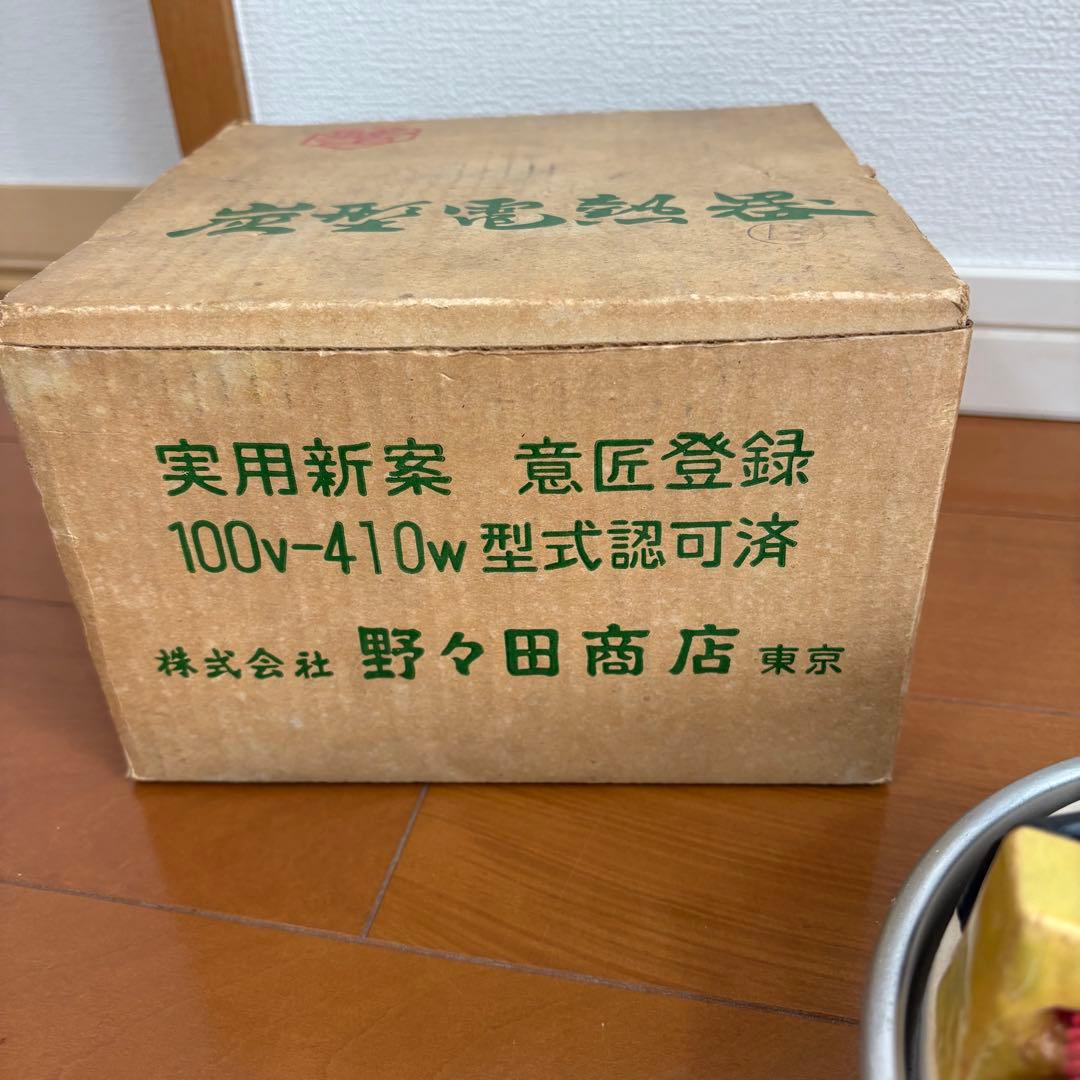 炭型電熱器
実用新案 意匠登録
100V-410W 型式認可済
株式会社 野々田商店 東京